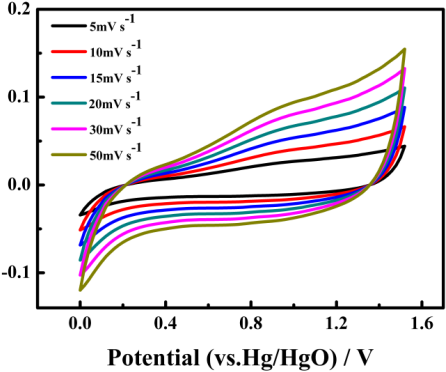 0.2
5mV s-1
10mV s-1
15mV s-1
0.1
20mV s-1
30mV s-1
50mV s-1
0.0
-0.1
0.0 0.4 0.8 1.2 1.6
Potential (vs.Hg/HgO) / V